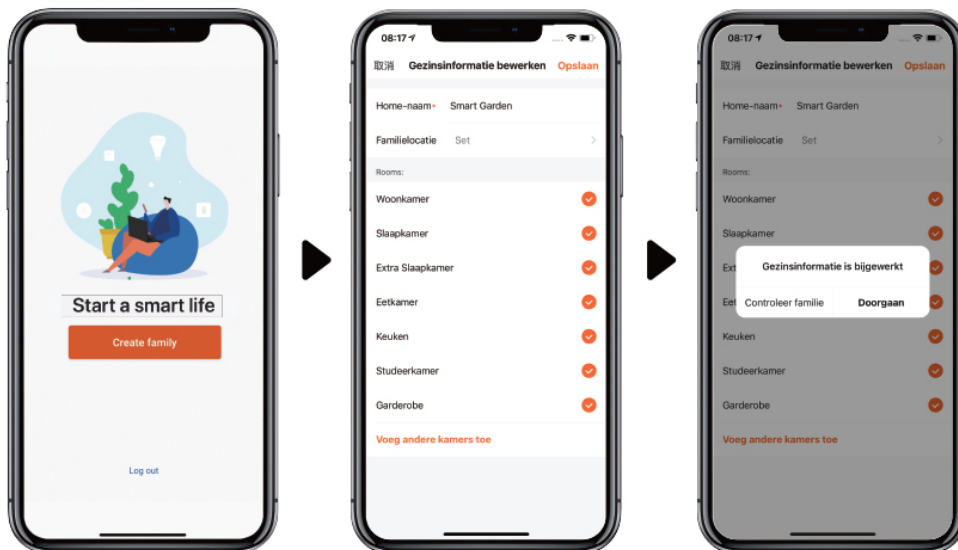 Start a smart life
Create family
Log out
08:17
取消 Gezinsinformatie bewerken Opslaan
Home-naam* Smart Garden
Familielocatie Set
Rooms:
Woonkamer
Slaapkamer
Extra Slaapkamer
Eetkamer
Keuken
Studeerkamer
Garderobe
Voeg andere kamers toe
08:17
取消 Gezinsinformatie bewerken Opslaan
Home-naam* Smart Garden
Familielocatie Set
Rooms:
Woonkamer
Slaapkamer
Ext
Gezinsinformatie is bijgewerkt
Eet
Controleer familie Doorgaan
Keuken
Studeerkamer
Garderobe
Voeg andere kamers toe